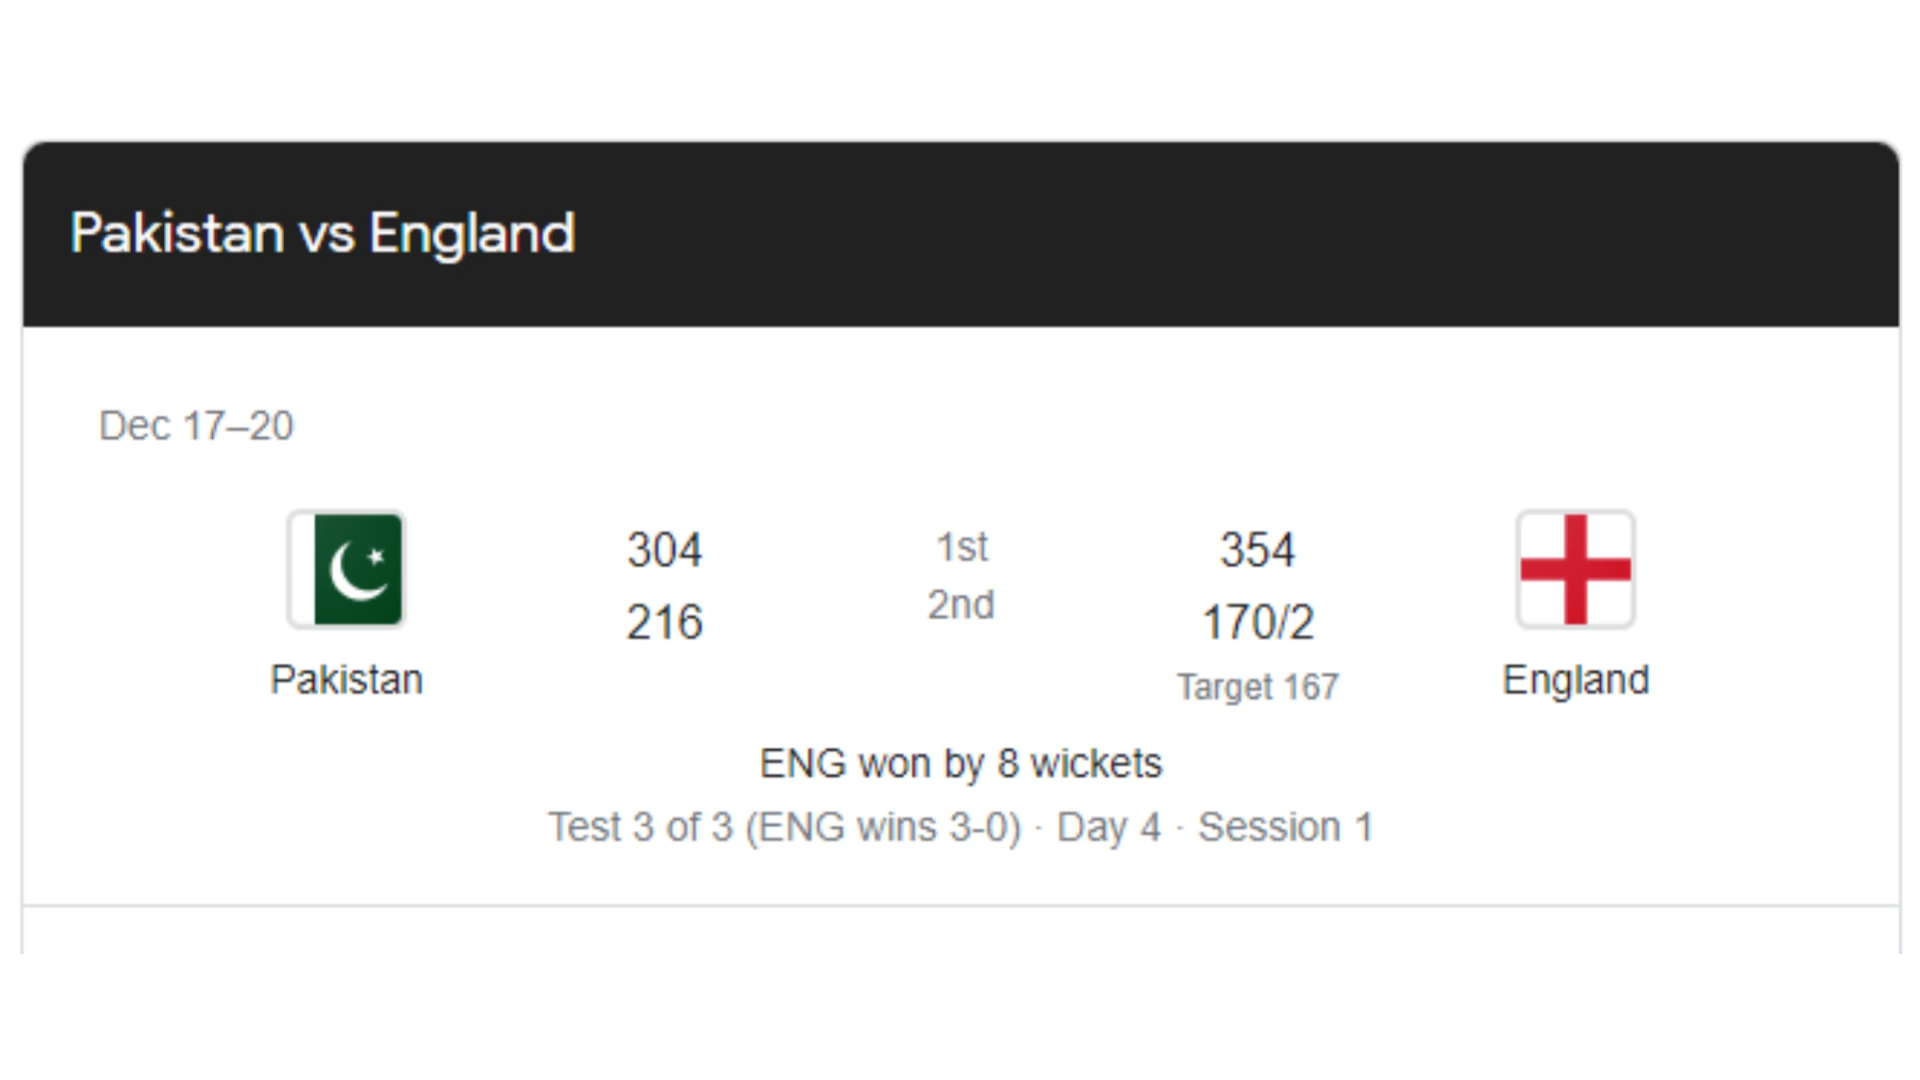 Pakistan vs England
Dec 17–20
304 1st 354
216 2nd 170/2
Pakistan Target 167 England
ENG won by 8 wickets
Test 3 of 3 (ENG wins 3-0) · Day 4 · Session 1